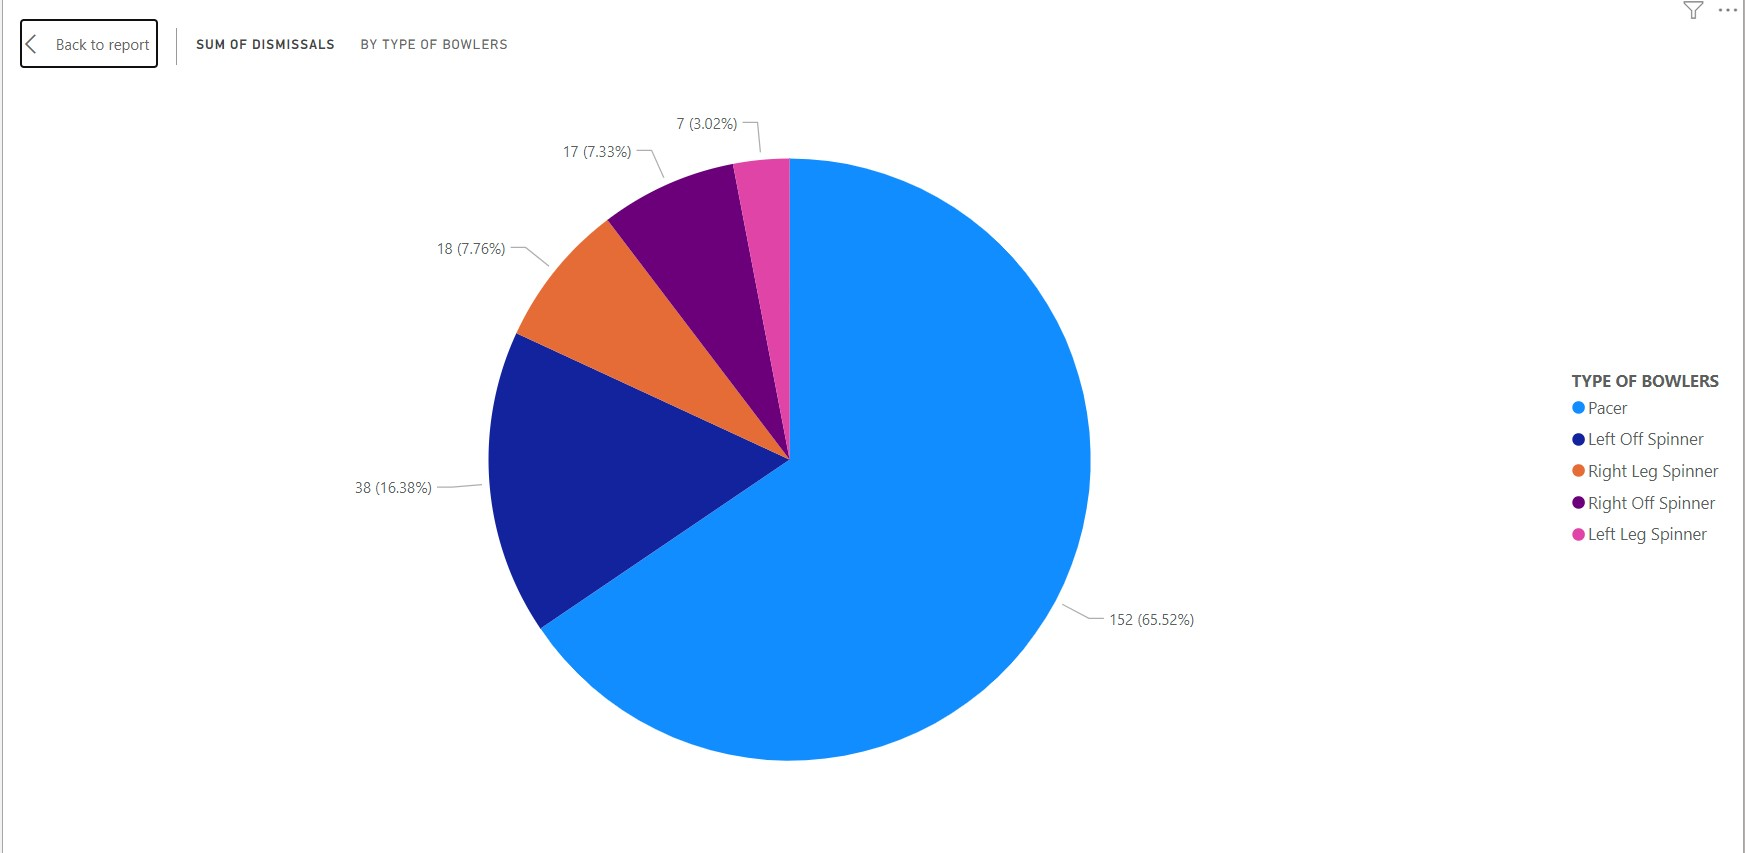 Back to report
SUM OF DISMISSALS BY TYPE OF BOWLERS
7 (3.02%)
17 (7.33%)
18 (7.76%)
38 (16.38%)
152 (65.52%)
TYPE OF BOWLERS
Pacer
Left Off Spinner
Right Leg Spinner
Right Off Spinner
Left Leg Spinner